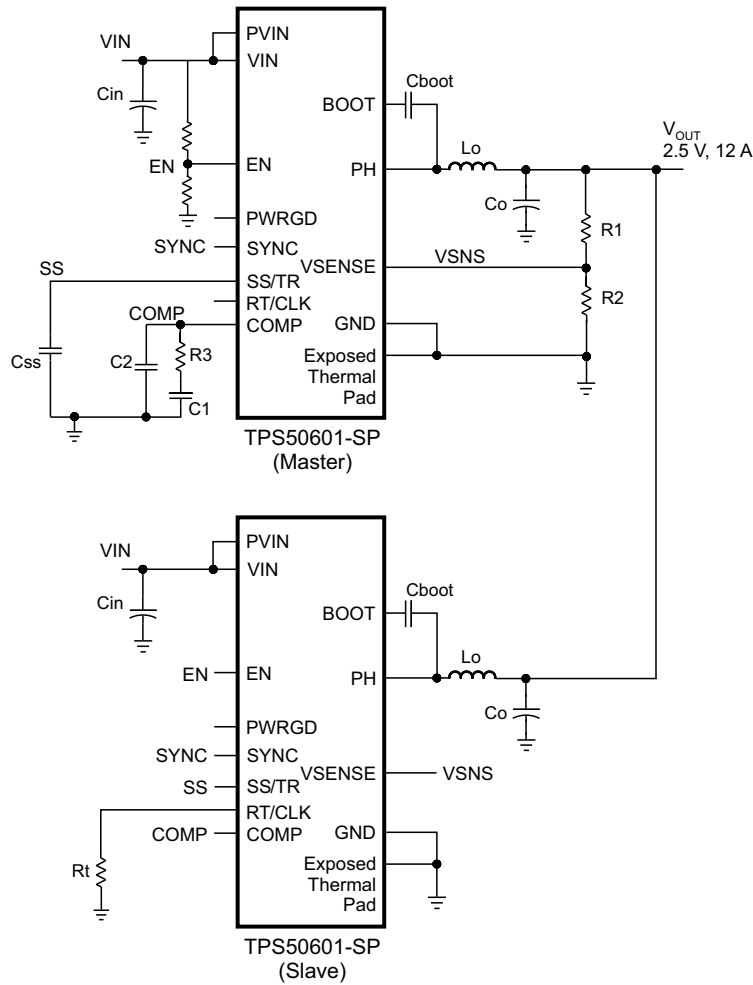 VIN
PVIN
VIN
Cin
Cboot
BOOT
V_OUT
2.5 V, 12 A
Lo
EN
EN
PH
Co
R1
PWRGD
SYNC
SYNC
VSENSE
VSNS
SS
SS/TR
RT/CLK
R2
COMP
COMP
GND
Css
C2
R3
C1
Exposed
Thermal
Pad
TPS50601-SP
(Master)
VIN
PVIN
VIN
Cin
Cboot
BOOT
Lo
EN
EN
PH
Co
PWRGD
SYNC
SYNC
VSENSE
VSNS
SS
SS/TR
RT/CLK
COMP
COMP
GND
Rt
Exposed
Thermal
Pad
TPS50601-SP
(Slave)